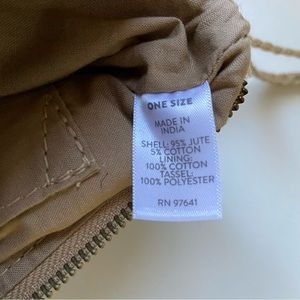 ONE SIZE
MADE IN
INDIA
SHELL: 95% JUTE
5% COTTON
LINING:
100% COTTON
TASSEL:
100% POLYESTER
RN 97641